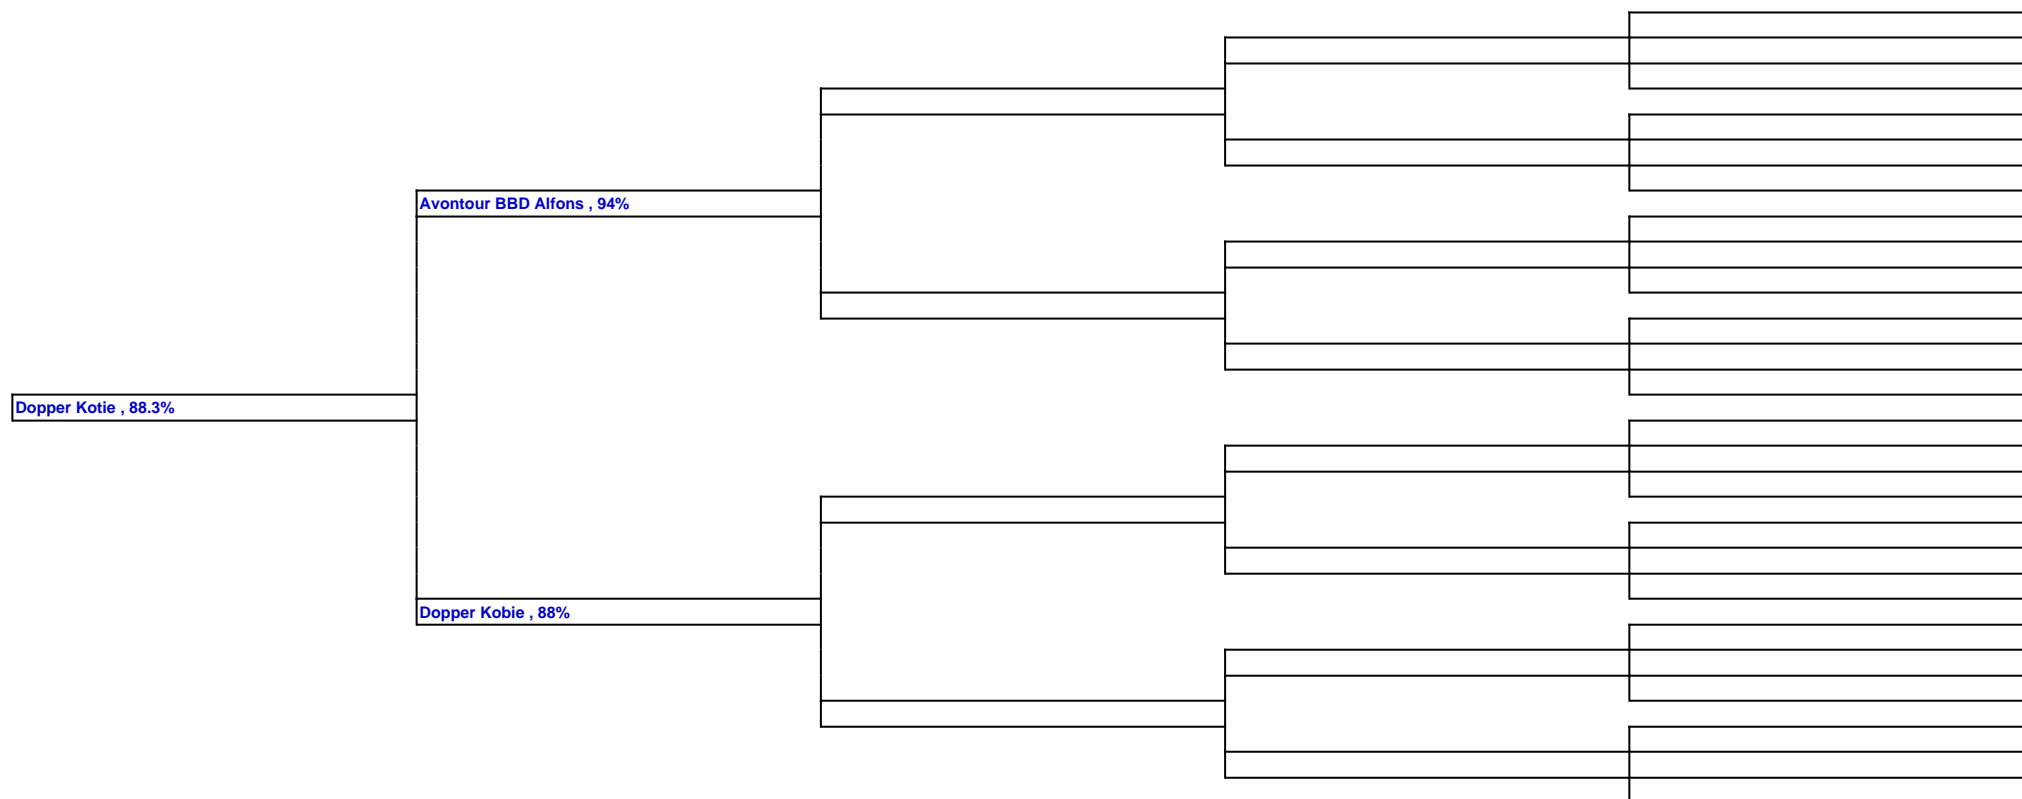 Avontour BBD Alfons , 94%
Dopper Kotie , 88.3%
Dopper Kobie , 88%